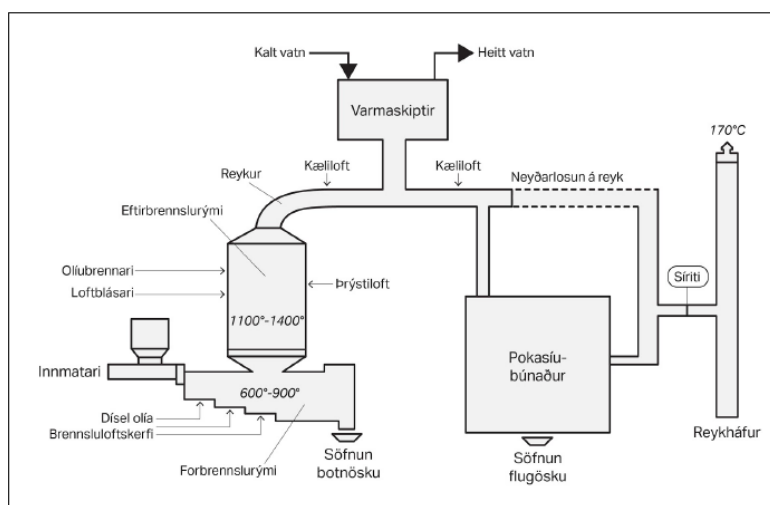 Kalt vatn
Heitt vatn
Varmaskiptir
170°C
Kæliloft
Kæliloft
Neyðarlosun á reyk
Reykur
Eftirbrennslurými
Olíubrennari
Þrýstiloft
Síriti
Loftblásari
1100°-1400°
Pokasíu-
búnaður
Innmatari
600°-900°
Dísel olía
Brennsluloftskerfi
Söfnun
botnösku
Söfnun
flugösku
Reykháfur
Forbrennslurými